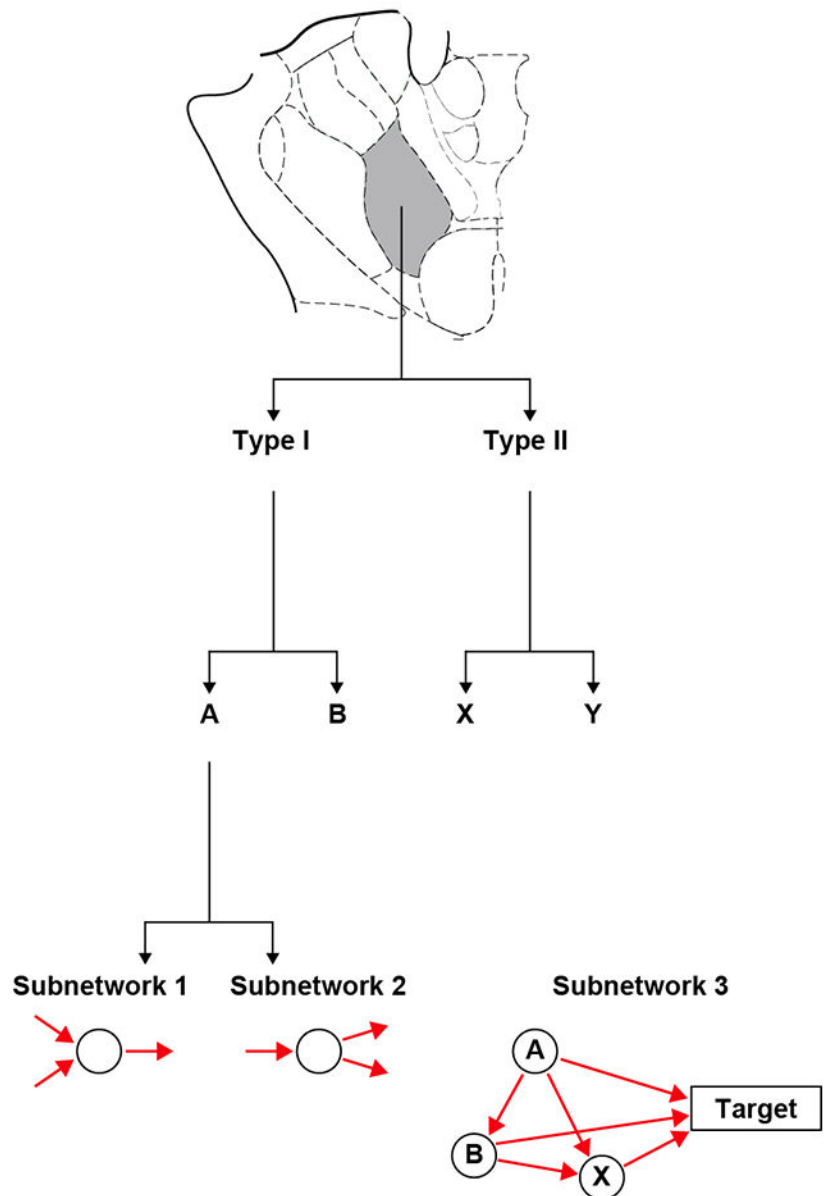 Type I Type II
A B X Y
Subnetwork 1 Subnetwork 2 Subnetwork 3
A
Target
B
X